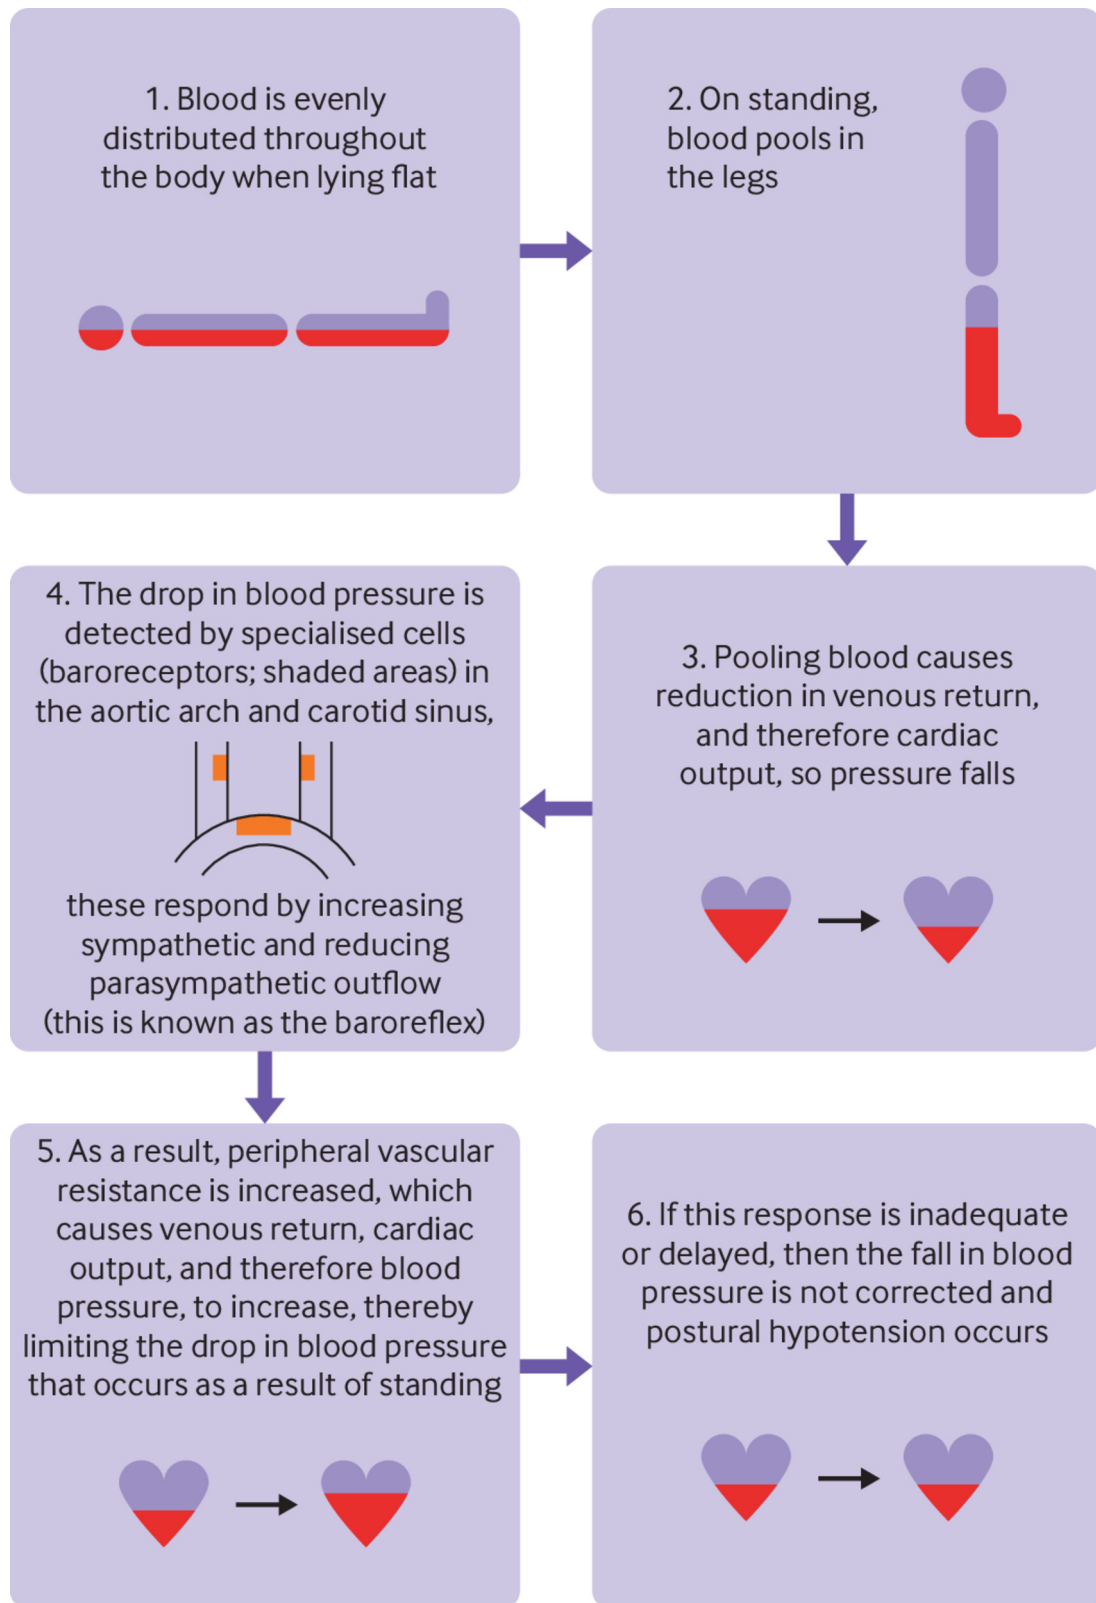 1. Blood is evenly
distributed throughout
the body when lying flat
2. On standing,
blood pools in
the legs
3. Pooling blood causes
reduction in venous return,
and therefore cardiac
output, so pressure falls
4. The drop in blood pressure is
detected by specialised cells
(baroreceptors; shaded areas) in
the aortic arch and carotid sinus,
these respond by increasing
sympathetic and reducing
parasympathetic outflow
(this is known as the baroreflex)
5. As a result, peripheral vascular
resistance is increased, which
causes venous return, cardiac
output, and therefore blood
pressure, to increase, thereby
limiting the drop in blood pressure
that occurs as a result of standing
6. If this response is inadequate
or delayed, then the fall in blood
pressure is not corrected and
postural hypotension occurs